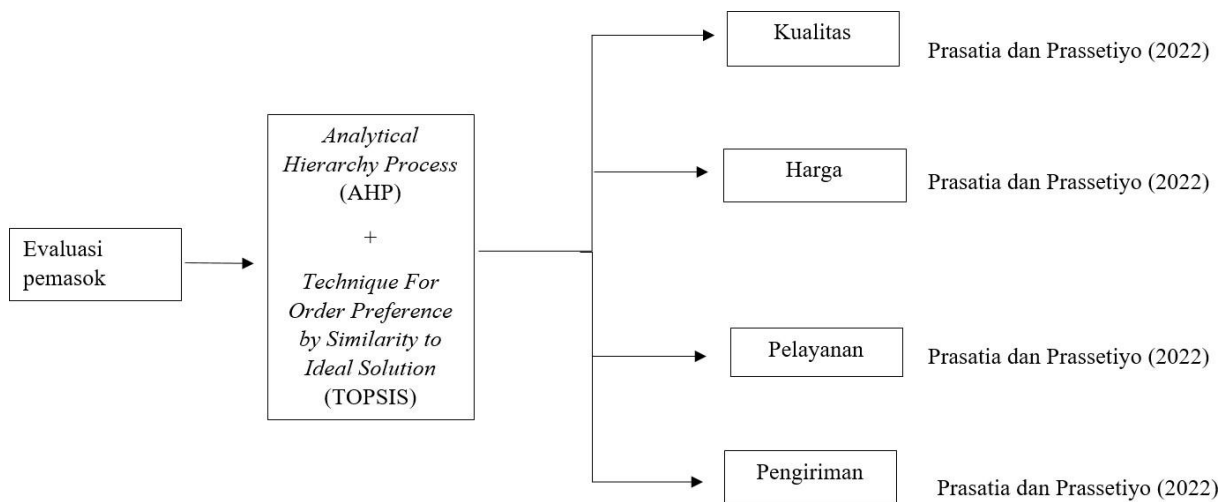 Evaluasi
pemasok
Analytical
Hierarchy Process
(AHP)
+
Technique For
Order Preference
by Similarity to
Ideal Solution
(TOPSIS)
Kualitas
Prasatia dan Prassetiyo (2022)
Harga
Prasatia dan Prassetiyo (2022)
Pelayanan
Prasatia dan Prassetiyo (2022)
Pengiriman
Prasatia dan Prassetiyo (2022)